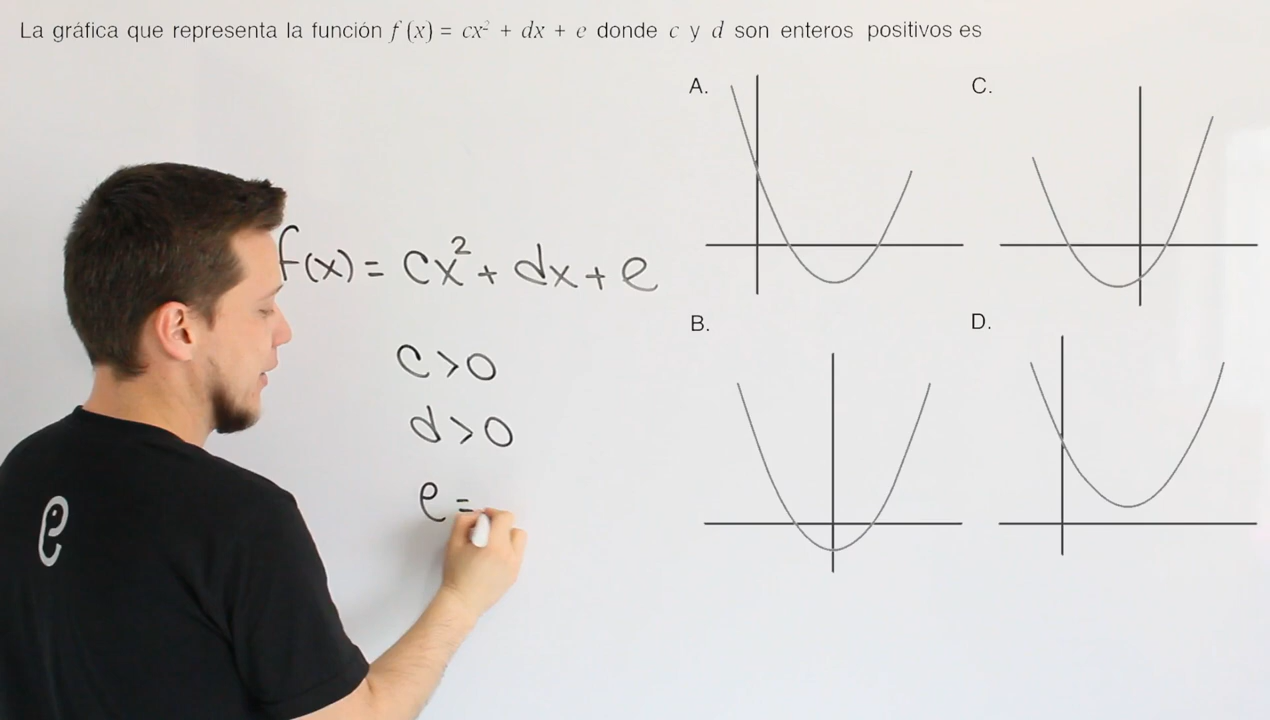 La gráfica que representa la función f (x) = cx² + dx + e donde c y d son enteros positivos es
A.
C.
f(x) = cx² + dx + e
B.
D.
c > 0
d > 0
e =
e